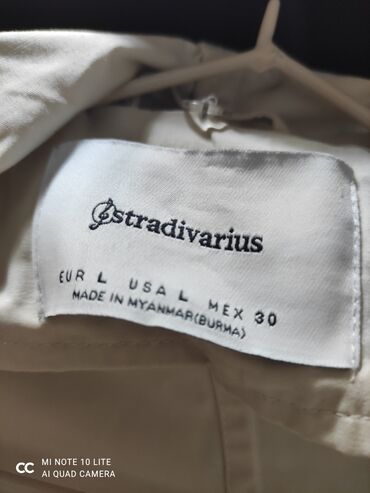 stradivarius
EUR L USA L MEX 30
MADE IN MYANMAR(BURMA)
MI NOTE 10 LITE
AI QUAD CAMERA